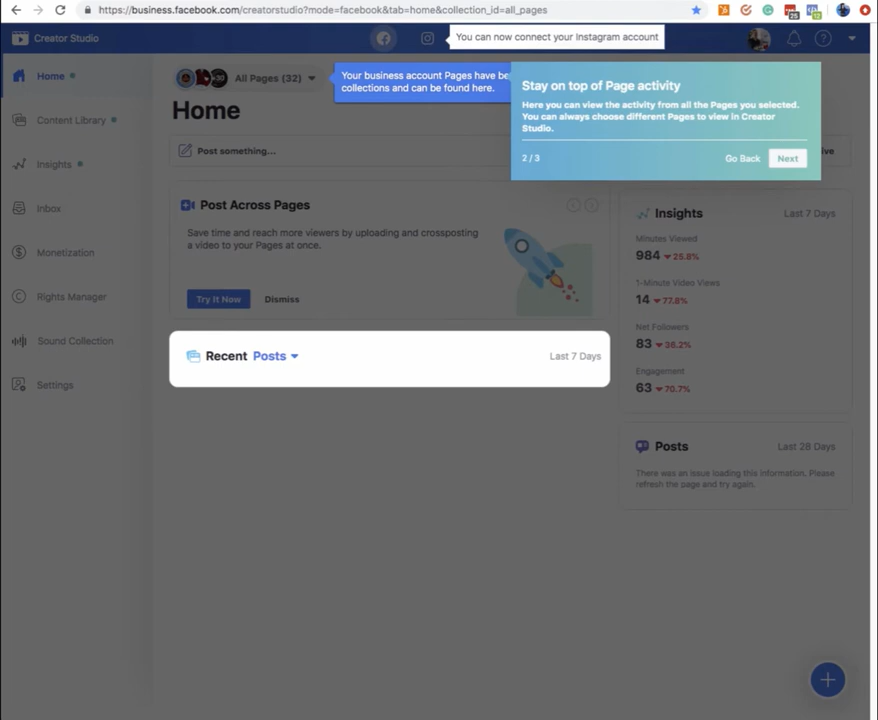 https://business.facebook.com/creatorstudio?mode=facebook&tab=home&collection_id=all_pages
25
12
Creator Studio
You can now connect your Instagram account
Home
All Pages (32)
Your business account Pages have be
collections and can be found here.
Stay on top of Page activity
Here you can view the activity from all the Pages you selected.
You can always choose different Pages to view in Creator
Studio.
2 / 3
Go Back
Next
Home
Content Library
Post something...
ive
Insights
Inbox
Monetization
Rights Manager
Sound Collection
Settings
Post Across Pages
Save time and reach more viewers by uploading and crossposting
a video to your Pages at once.
Try It Now
Dismiss
Recent Posts
Last 7 Days
Insights
Last 7 Days
Minutes Viewed
984 25.8%
1-Minute Video Views
14 77.8%
Net Followers
83 36.2%
Engagement
63 70.7%
Posts
Last 28 Days
There was an issue loading this information. Please
refresh the page and try again.